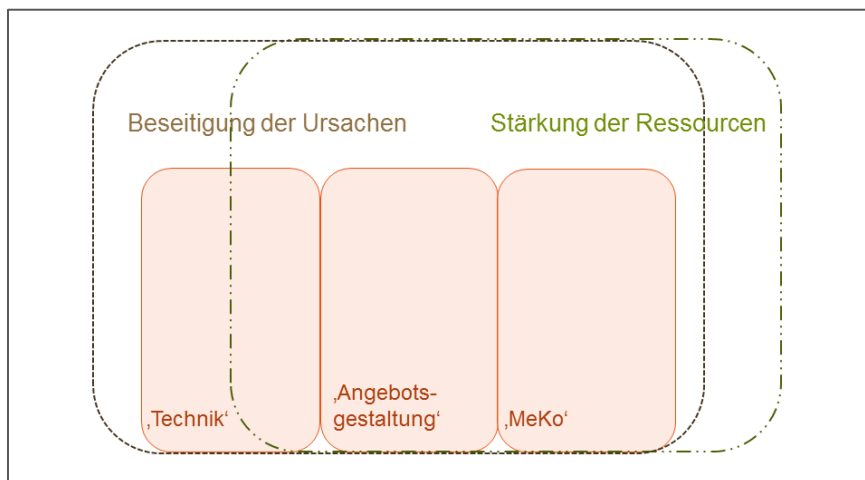 Beseitigung der Ursachen
Stärkung der Ressourcen
‚Technik‘
‚Angebots-
gestaltung‘
‚MeKo‘